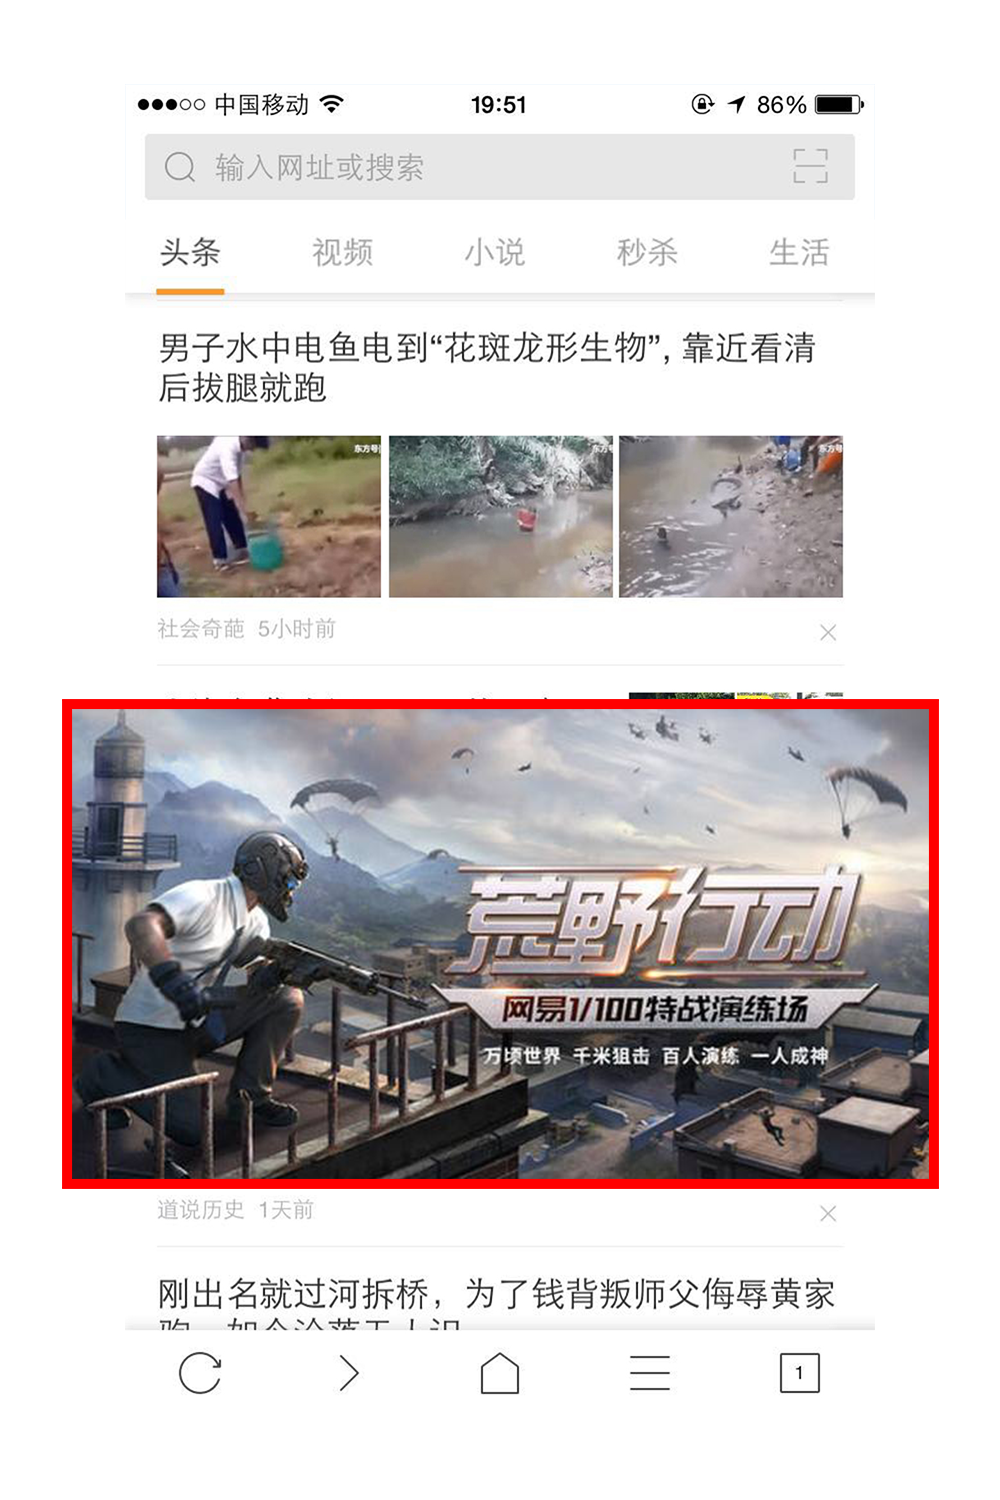 中国移动
19:51
86%
输入网址或搜索
头条 视频 小说 秒杀 生活
男子水中电鱼电到“花斑龙形生物”，靠近看清
后拔腿就跑
东方号 东方号 东方号
社会奇葩 5小时前
荒野行动
网易1/100特战演练场
万顷世界 千米狙击 百人演练 一人成神
道说历史 1天前
刚出名就过河拆桥，为了钱背叛师父侮辱黄家
1